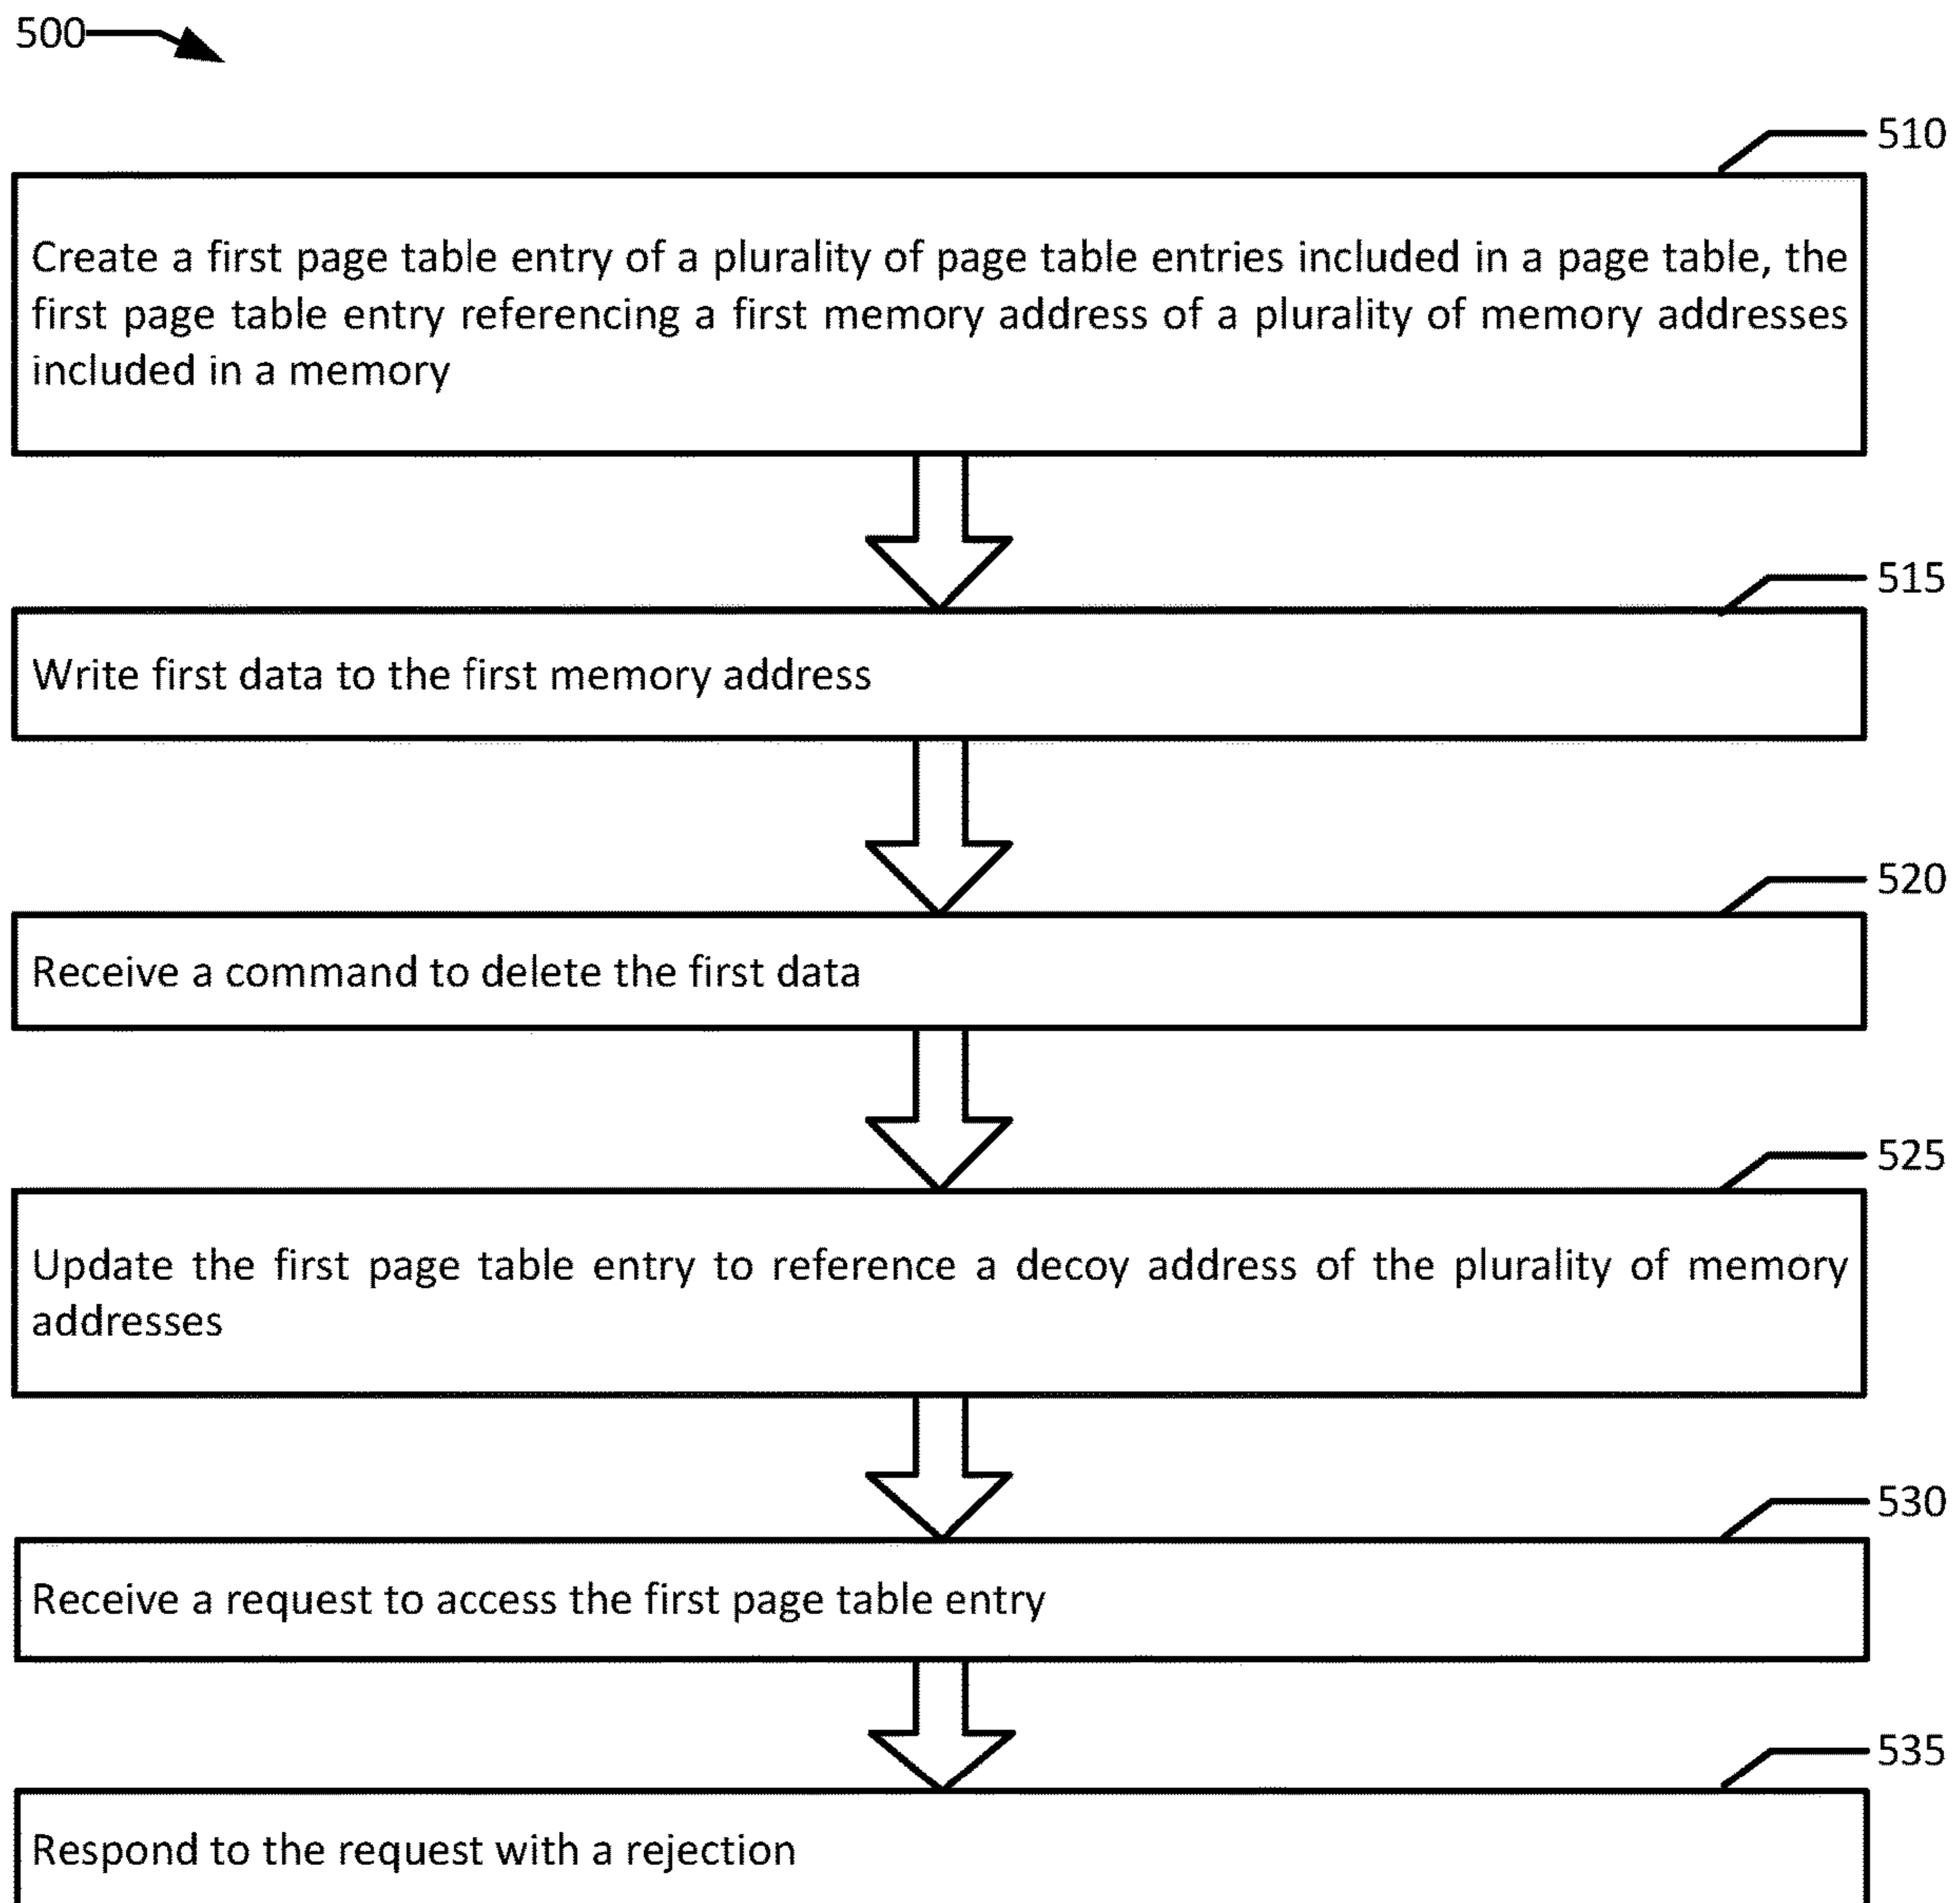 500
510
Create a first page table entry of a plurality of page table entries included in a page table, the
first page table entry referencing a first memory address of a plurality of memory addresses
included in a memory
515
Write first data to the first memory address
520
Receive a command to delete the first data
525
Update the first page table entry to reference a decoy address of the plurality of memory
addresses
530
Receive a request to access the first page table entry
535
Respond to the request with a rejection